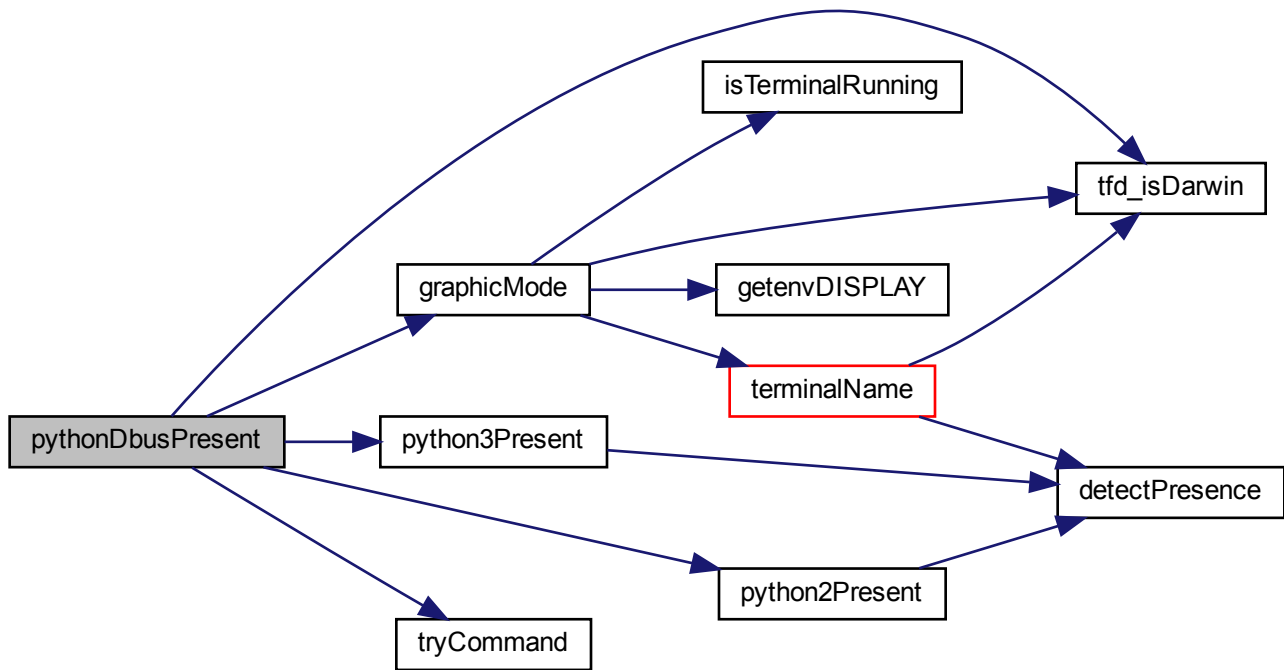 isTerminalRunning
tfd_isDarwin
graphicMode
getenvDISPLAY
terminalName
pythonDbusPresent
python3Present
detectPresence
python2Present
tryCommand